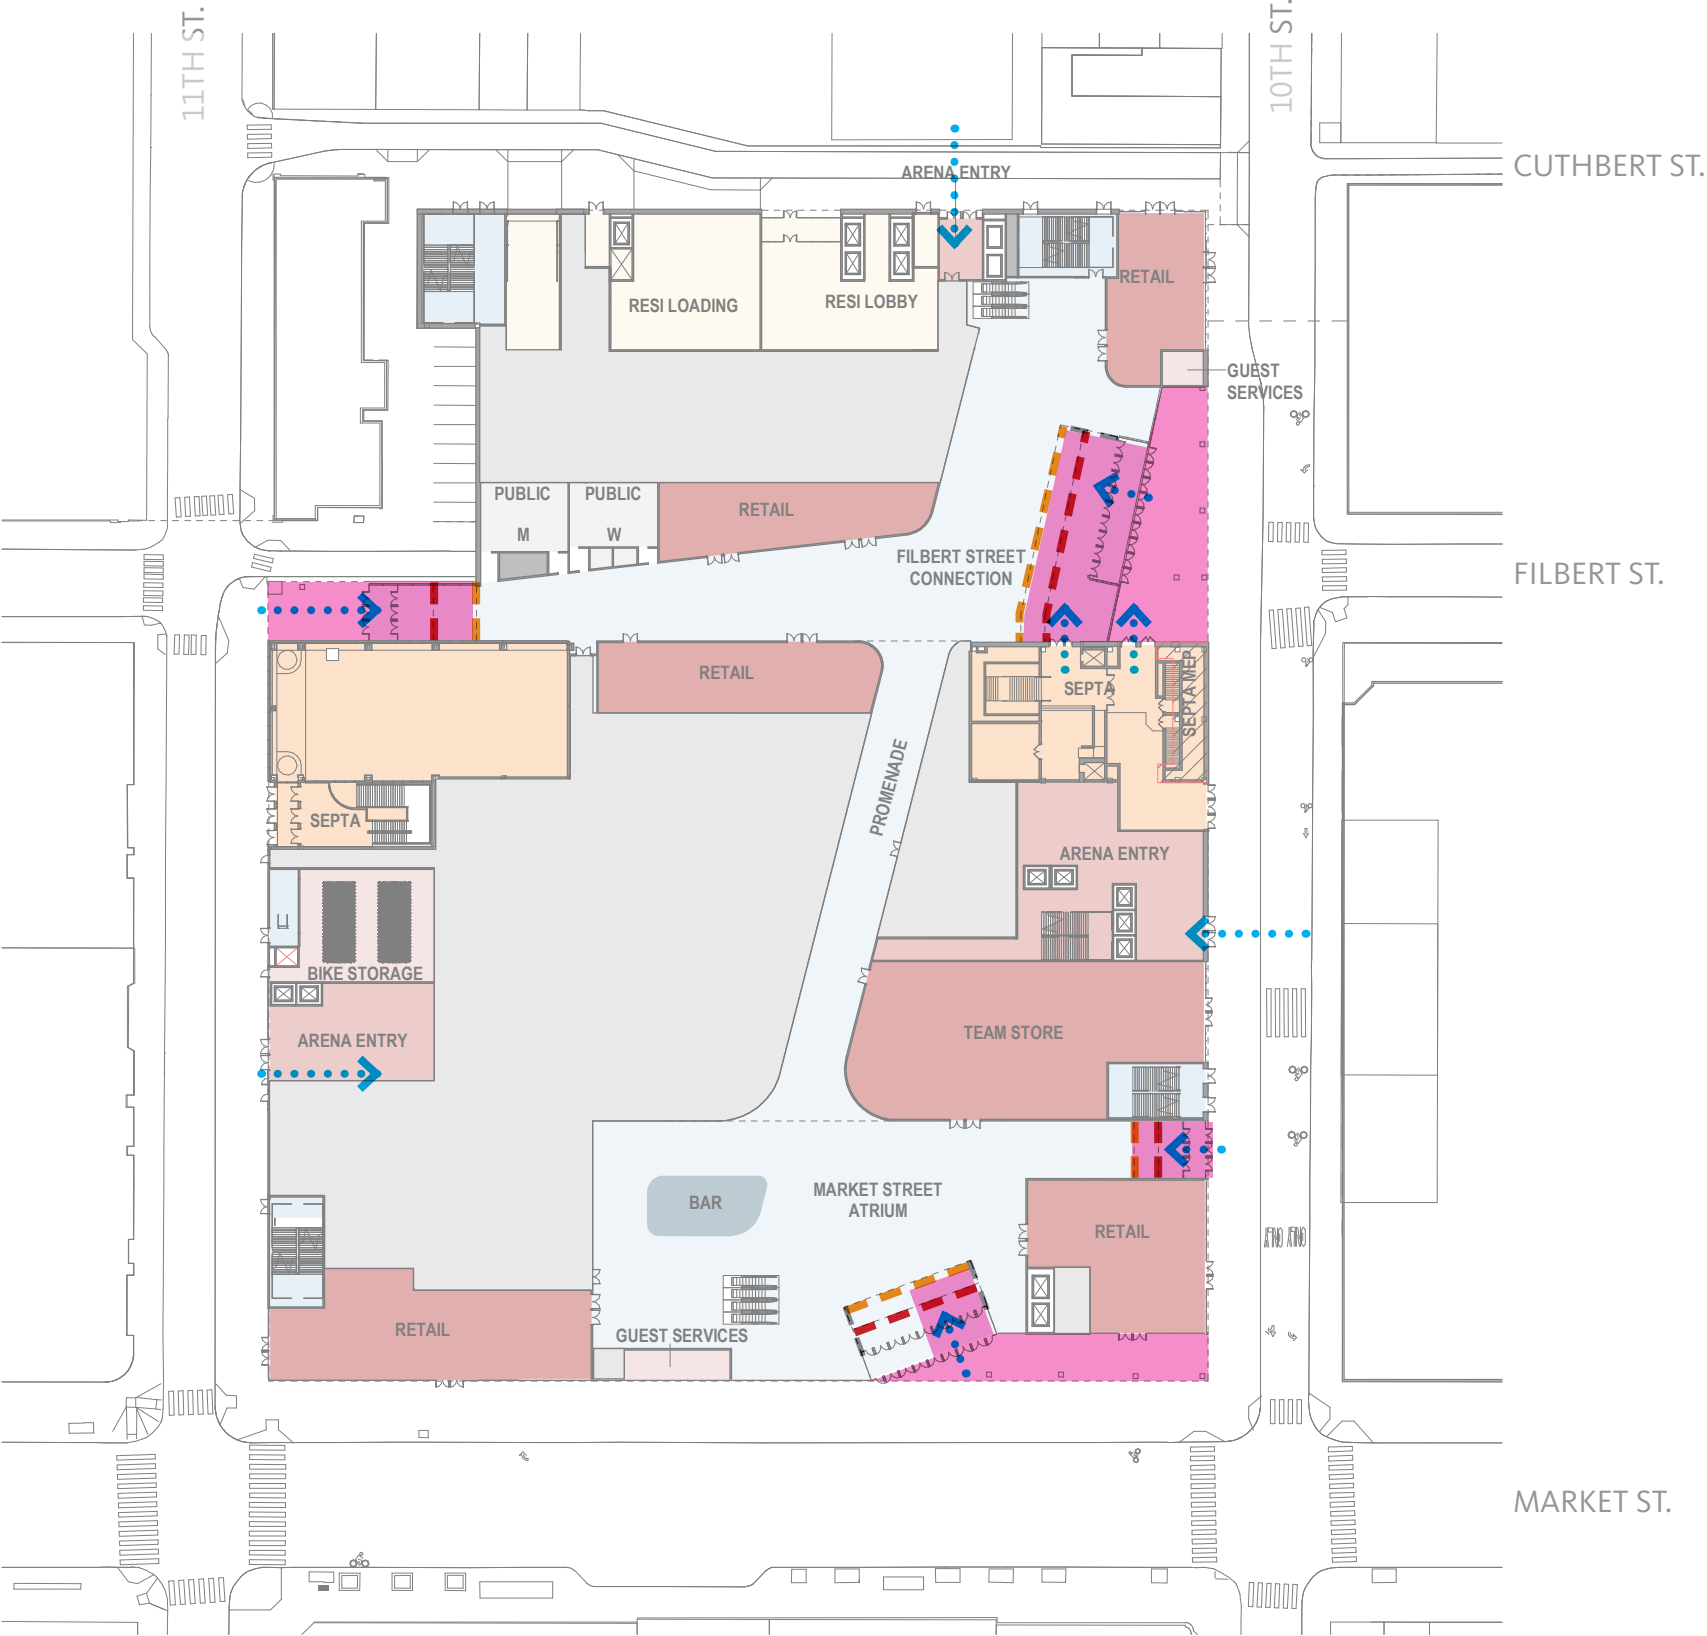 11TH ST.
10TH ST.
CUTHBERT ST.
ARENA ENTRY
RETAIL
RESI LOADING
RESI LOBBY
GUEST
SERVICES
PUBLIC
M
PUBLIC
W
RETAIL
FILBERT STREET
CONNECTION
FILBERT ST.
RETAIL
SEPTA
SEPTA MEP
PROMENADE
SEPTA
ARENA ENTRY
BIKE STORAGE
ARENA ENTRY
TEAM STORE
MARKET STREET
ATRIUM
BAR
RETAIL
RETAIL
GUEST SERVICES
MARKET ST.